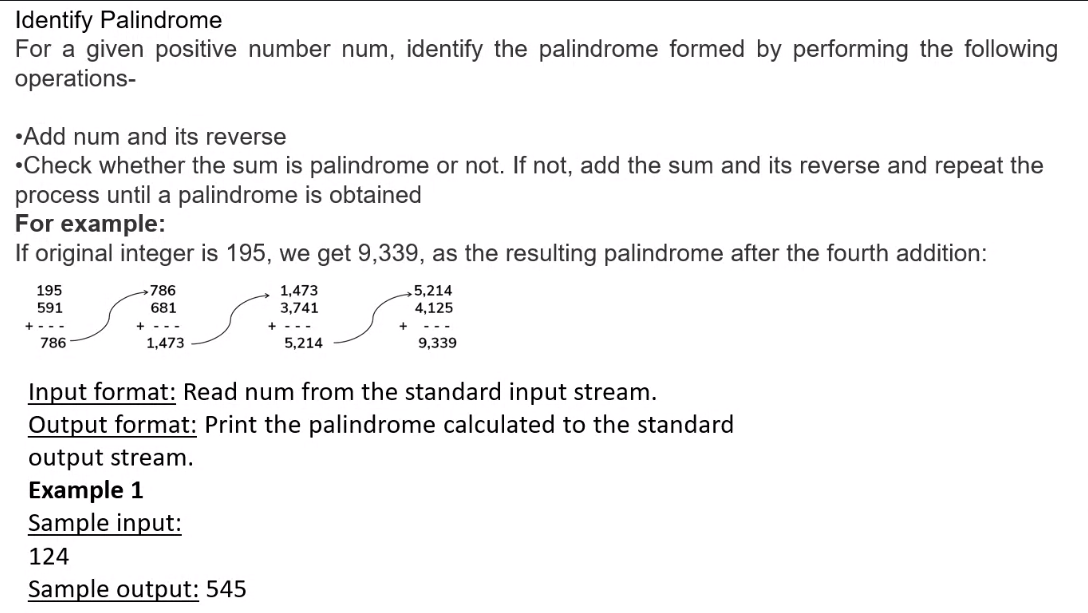 Identify Palindrome
For a given positive number num, identify the palindrome formed by performing the following
operations-
•Add num and its reverse
•Check whether the sum is palindrome or not. If not, add the sum and its reverse and repeat the
process until a palindrome is obtained
For example:
If original integer is 195, we get 9,339, as the resulting palindrome after the fourth addition:
195 786 1,473 5,214
591 681 3,741 4,125
+ - - - + - - - + - - - + - - -
786 1,473 5,214 9,339
Input format: Read num from the standard input stream.
Output format: Print the palindrome calculated to the standard
output stream.
Example 1
Sample input:
124
Sample output: 545